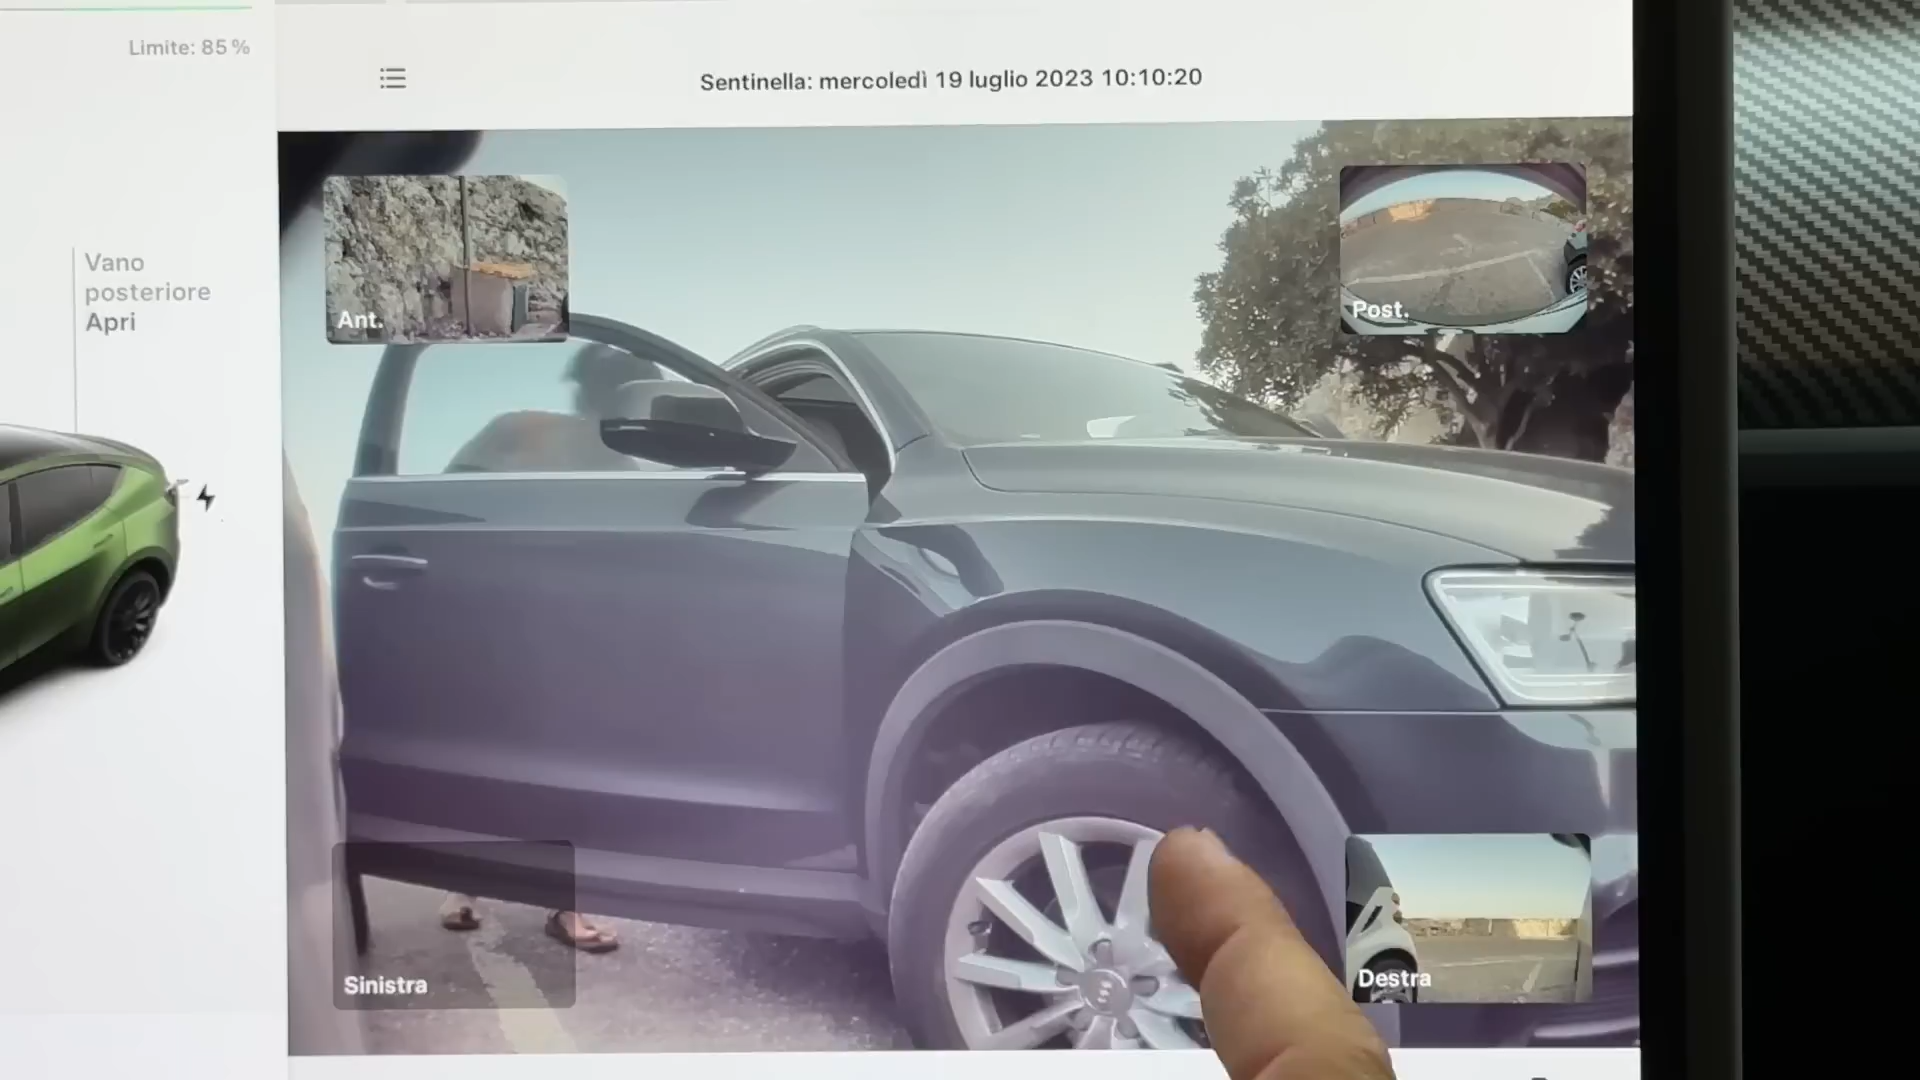 Limite: 85 %
Sentinella: mercoledì 19 luglio 2023 10:10:20
Vano
posteriore
Apri
Ant.
Post.
Sinistra
Destra